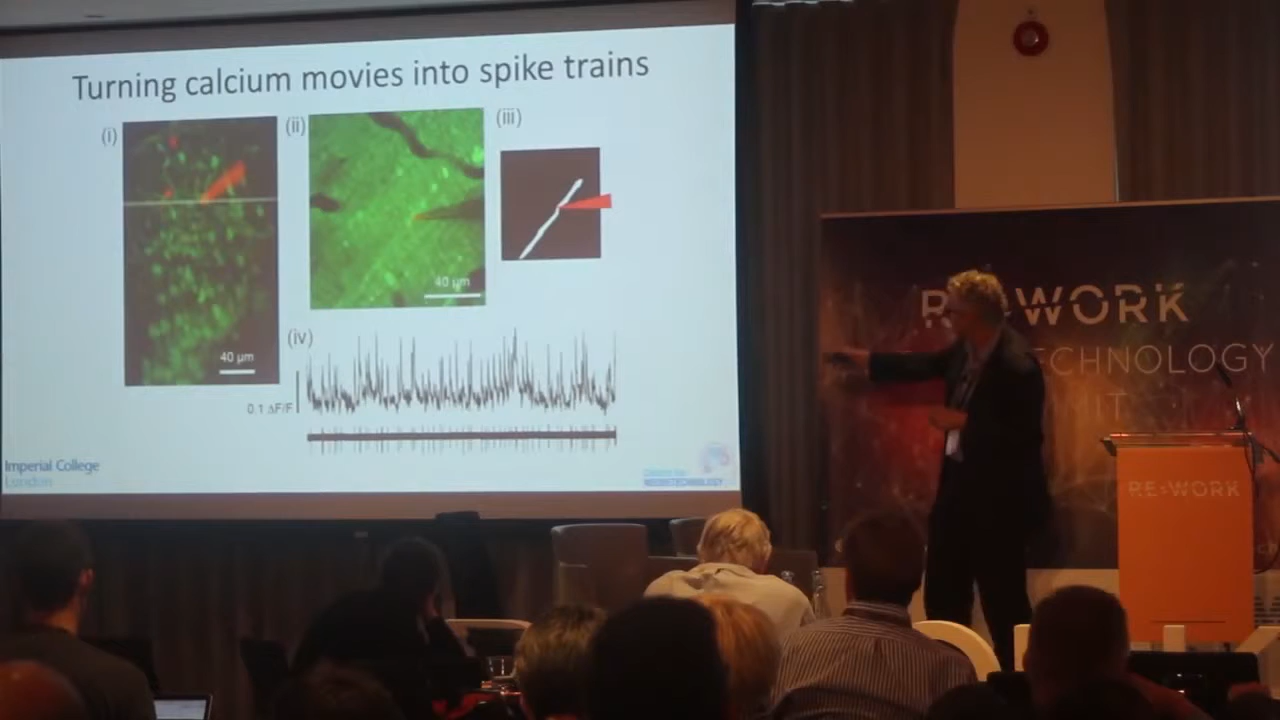 Turning calcium movies into spike trains
(i)
(ii)
(iii)
40 µm
40 µm
(iv)
0.1 ΔF/F
Imperial College
London
NEUROTECHNOLOGY
RE•WORK
TECHNOLOGY
RE•WORK